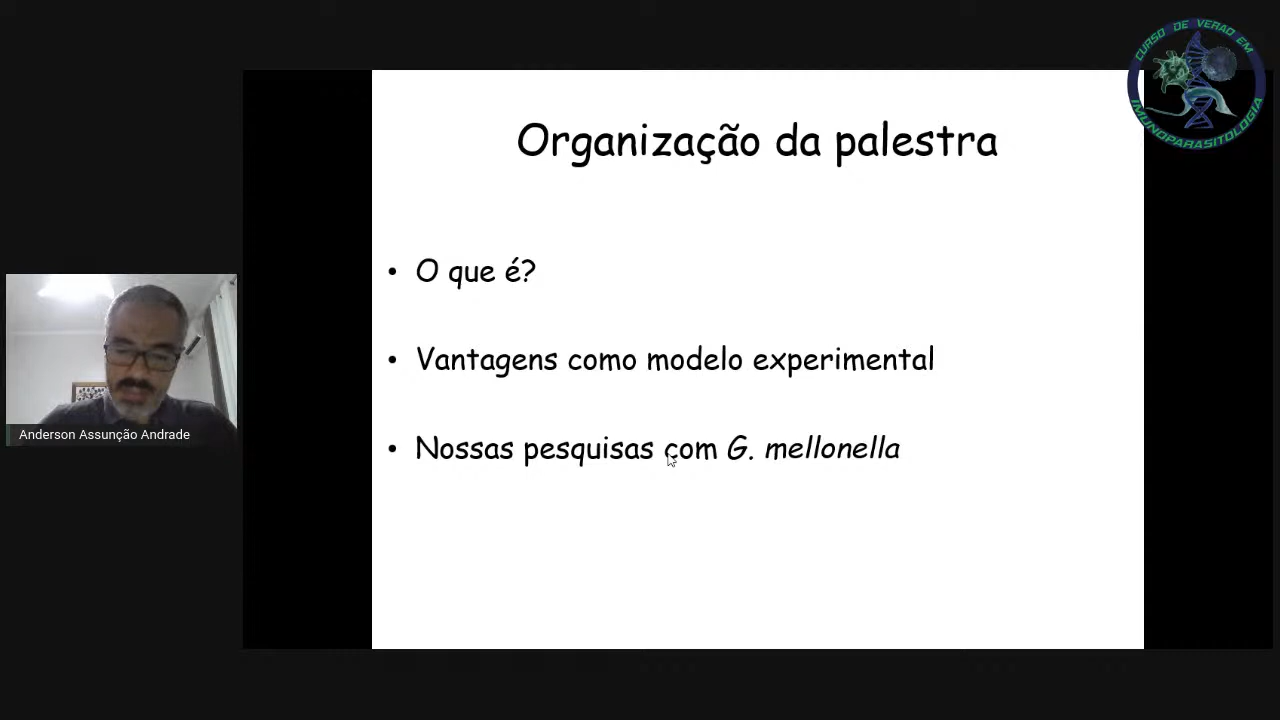 CURSO DE VERÃO EM
IMUNOPARASITOLOGIA
Organização da palestra
• O que é?
• Vantagens como modelo experimental
• Nossas pesquisas com G. mellonella
Anderson Assunção Andrade